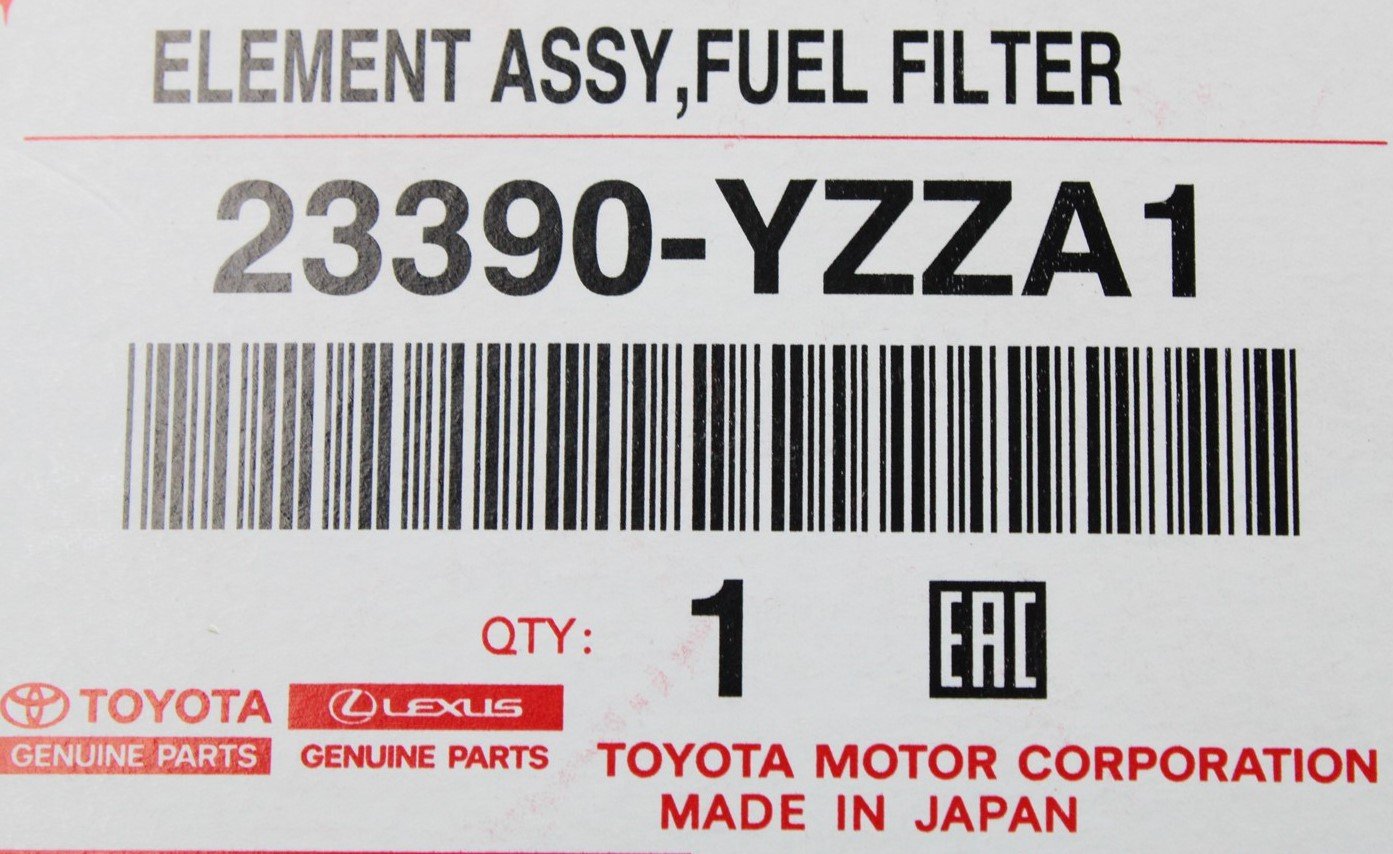 ELEMENT ASSY,FUEL FILTER
23390-YZZA1
QTY: 1 EAC
TOYOTA LEXUS
GENUINE PARTS GENUINE PARTS
TOYOTA MOTOR CORPORATION
MADE IN JAPAN